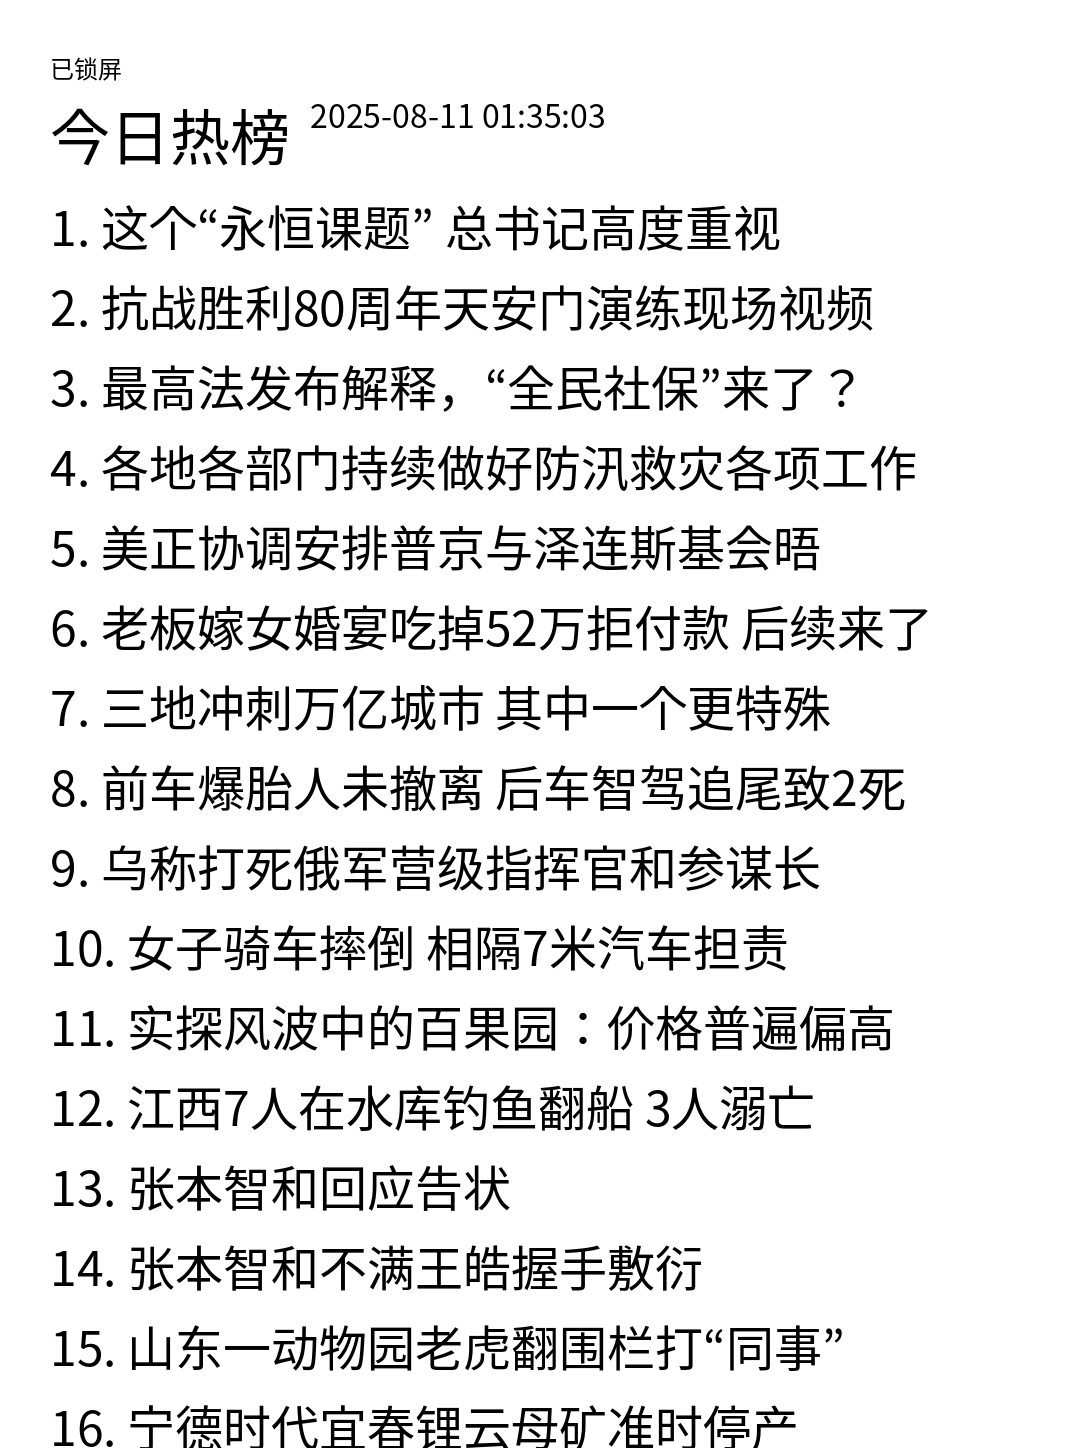 已锁屏
今日热榜 2025-08-11 01:35:03
1. 这个“永恒课题” 总书记高度重视
2. 抗战胜利80周年天安门演练现场视频
3. 最高法发布解释，“全民社保”来了？
4. 各地各部门持续做好防汛救灾各项工作
5. 美正协调安排普京与泽连斯基会晤
6. 老板嫁女婚宴吃掉52万拒付款 后续来了
7. 三地冲刺万亿城市 其中一个更特殊
8. 前车爆胎人未撤离 后车智驾追尾致2死
9. 乌称打死俄军营级指挥官和参谋长
10. 女子骑车摔倒 相隔7米汽车担责
11. 实探风波中的百果园：价格普遍偏高
12. 江西7人在水库钓鱼翻船 3人溺亡
13. 张本智和回应告状
14. 张本智和不满王皓握手敷衍
15. 山东一动物园老虎翻围栏打“同事”
16. 宁德时代宜春锂云母矿准时停产